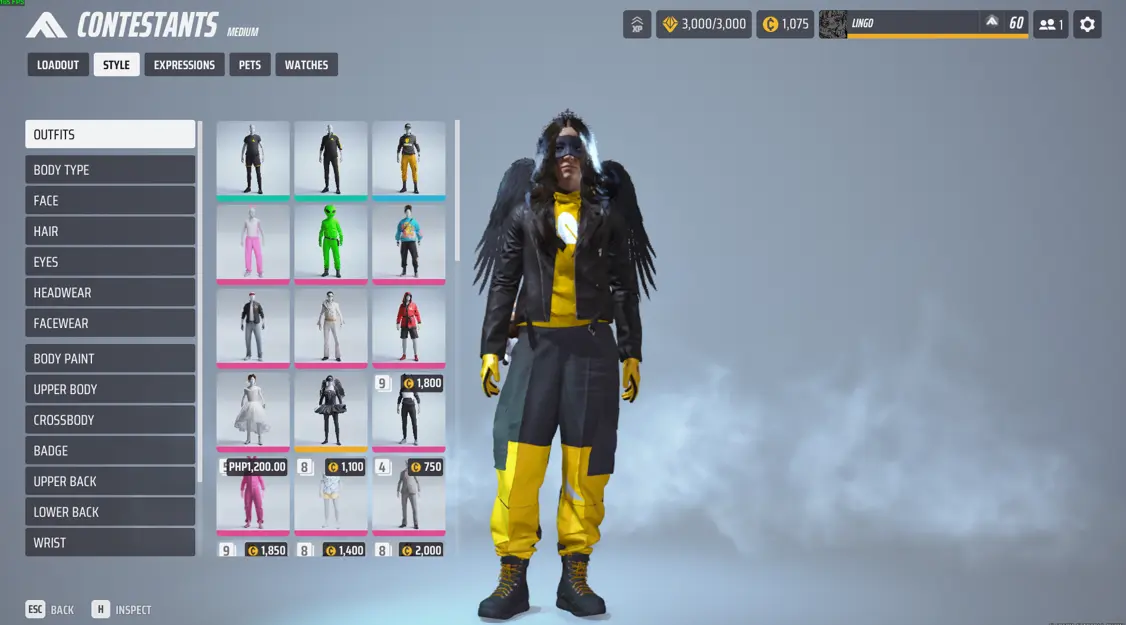 165 FPS
CONTESTANTS MEDIUM
XP 3,000/3,000 C 1,075 LINGO 60 1
LOADOUT STYLE EXPRESSIONS PETS WATCHES
OUTFITS
BODY TYPE
FACE
HAIR
EYES
HEADWEAR
FACEWEAR
BODY PAINT
UPPER BODY
CROSSBODY
BADGE
UPPER BACK
LOWER BACK
WRIST
9 C 1,800
PHP1,200.00 8 C 1,100 4 C 750
9 C 1,850 8 C 1,400 8 C 2,000
ESC BACK H INSPECT